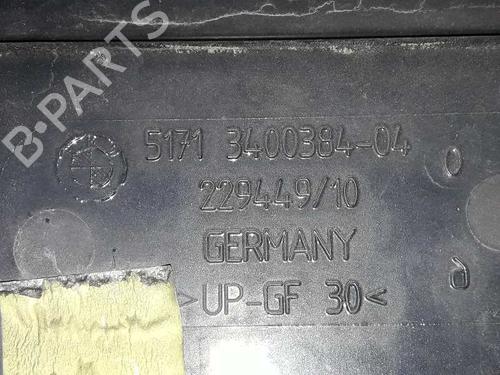 B-PARTS
5171 3400384-04
229449/10
GERMANY
>UP-GF 30<